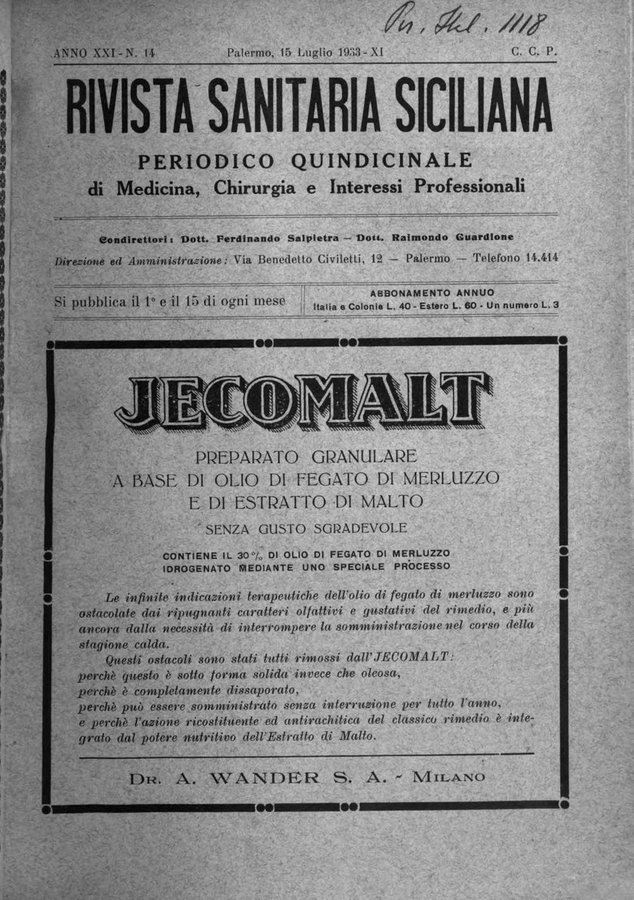 1118
ANNO XXI - N. 14
Palermo, 15 Luglio 1933 - XI
C. C. P.
RIVISTA SANITARIA SICILIANA
PERIODICO QUINDICINALE
di Medicina, Chirurgia e Interessi Professionali
Condirettori: Dott. Ferdinando Salpietra — Dott. Raimondo Guardione
Direzione ed Amministrazione: Via Benedetto Civiletti, 12 — Palermo — Telefono 14.414
Si pubblica il 1° e il 15 di ogni mese
ABBONAMENTO ANNUO
Italia e Colonie L. 40 - Estero L. 60 - Un numero L. 3
JECOMALT
PREPARATO GRANULARE
A BASE DI OLIO DI FEGATO DI MERLUZZO
E DI ESTRATTO DI MALTO
SENZA GUSTO SGRADEVOLE
CONTIENE IL 30% DI OLIO DI FEGATO DI MERLUZZO
IDROGENATO MEDIANTE UNO SPECIALE PROCESSO
Le infinite indicazioni terapeutiche dell'olio di fegato di merluzzo sono
ostacolate dai ripugnanti caratteri olfattivi e gustativi del rimedio, e più
ancora dalla necessità di interrompere la somministrazione nel corso della
stagione calda.
Questi ostacoli sono stati tutti rimossi dall'JECOMALT:
perchè questo è sotto forma solida invece che oleosa,
perchè è completamente dissaporato,
perchè può essere somministrato senza interruzione per tutto l'anno,
e perchè l'azione ricostituente ed antirachitica del classico rimedio è inte-
grato dal potere nutritivo dell'Estratto di Malto.
DR. A. WANDER S. A. - MILANO